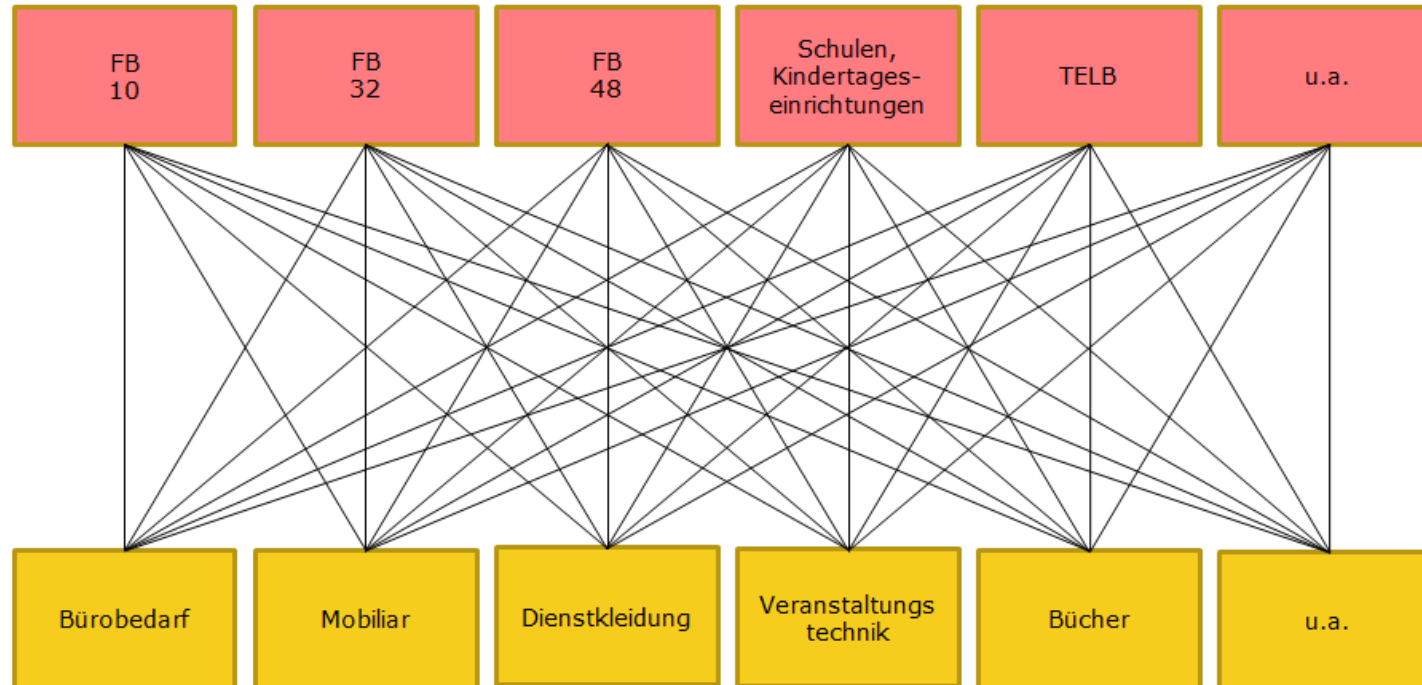 FB
10
FB
32
FB
48
Schulen,
Kindertages-
einrichtungen
TELB
u.a.
Bürobedarf
Mobiliar
Dienstkleidung
Veranstaltungs
technik
Bücher
u.a.